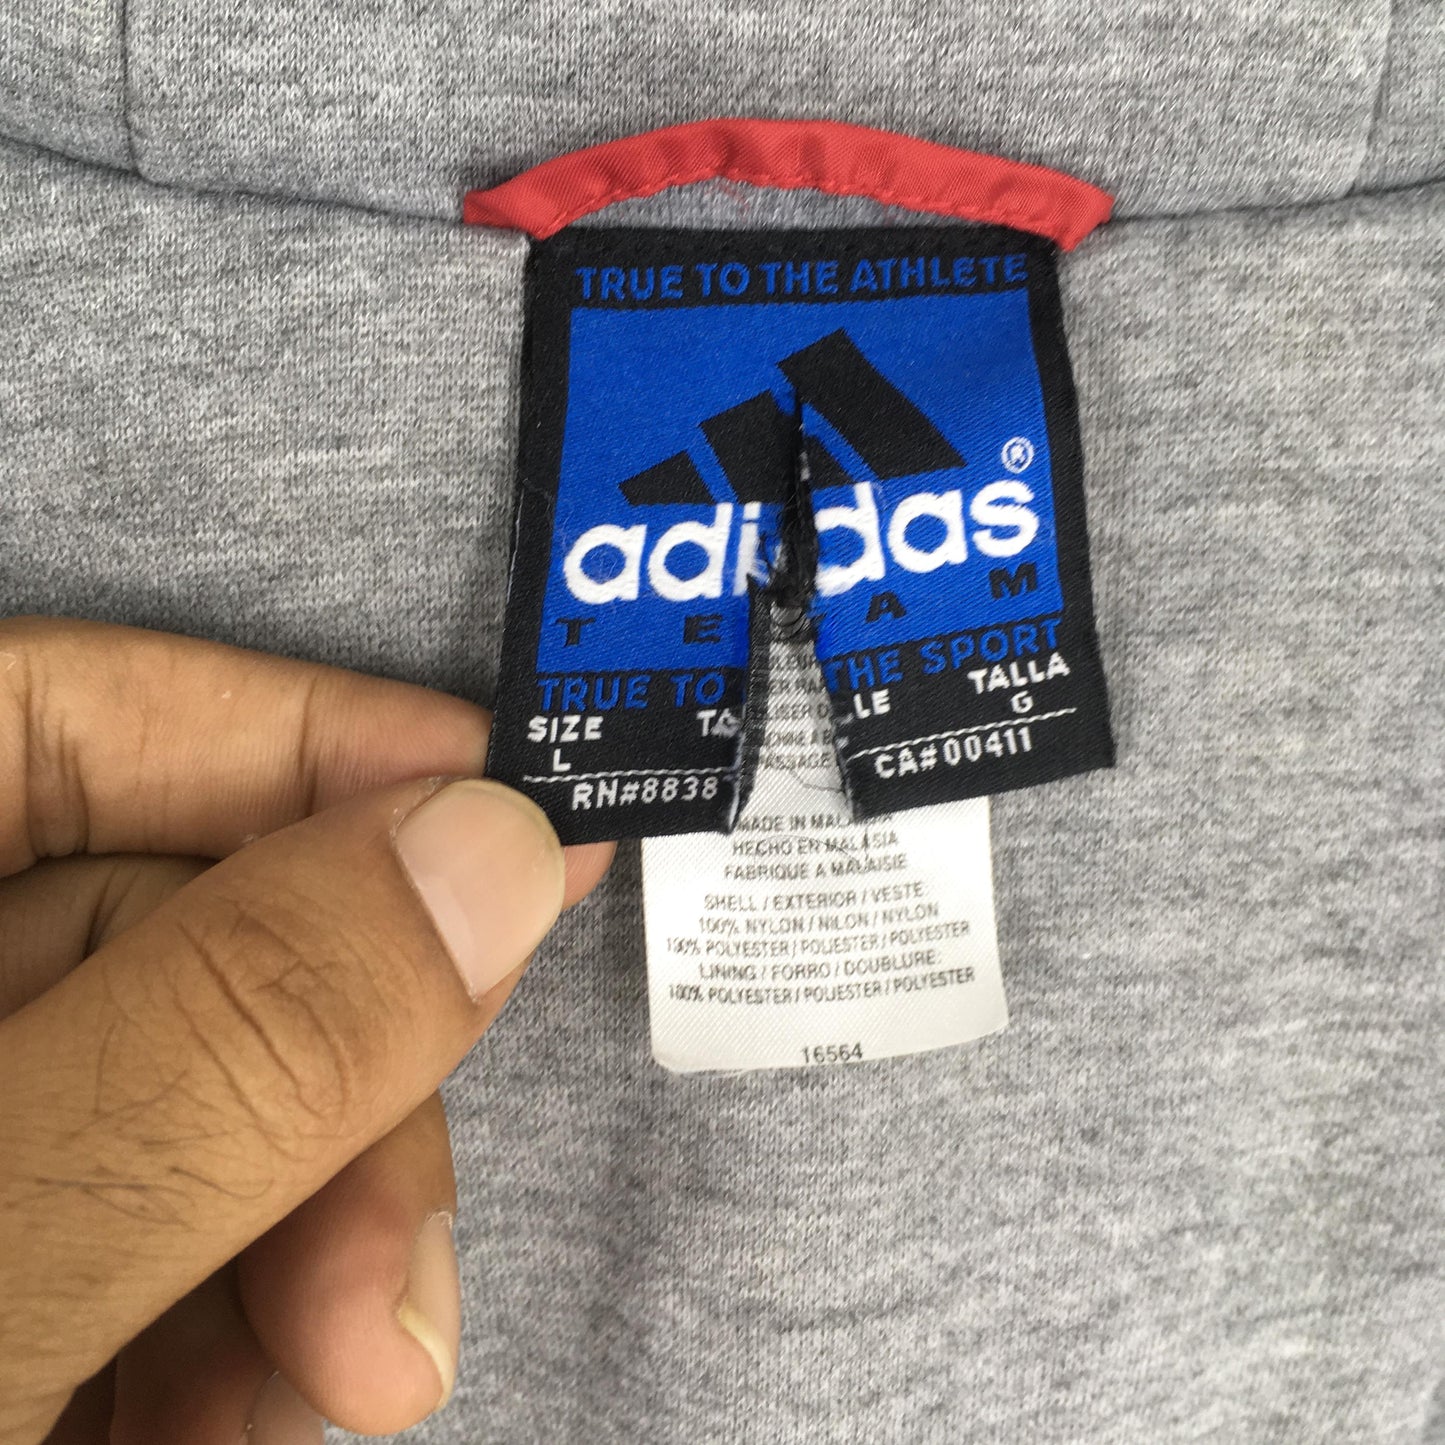 TRUE TO THE ATHLETE
®
adidas
TEAM
TRUE TO THE SPORT
SIZE TALLA
L G
RN#8838 CA#00411
MADE IN MALAYSIA
HECHO EN MALASIA
FABRIQUE A MALAISIE
SHELL / EXTERIOR / VESTE:
100% NYLON / NILON / NYLON
100% POLYESTER / POLIESTER / POLYESTER
LINING / FORRO / DOUBLURE:
100% POLYESTER / POLIESTER / POLYESTER
16564